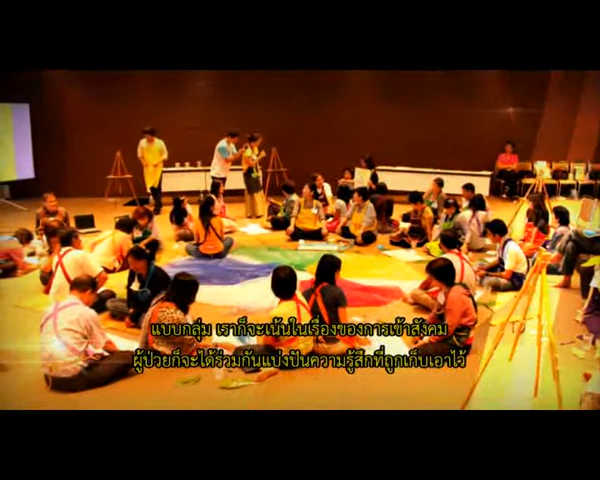 แบบกลุ่ม เราก็จะเน้นในเรื่องของการเข้าสังคม
ผู้ป่วยก็จะได้ร่วมกันแบ่งปันความรู้สึกที่ถูกเก็บเอาไว้